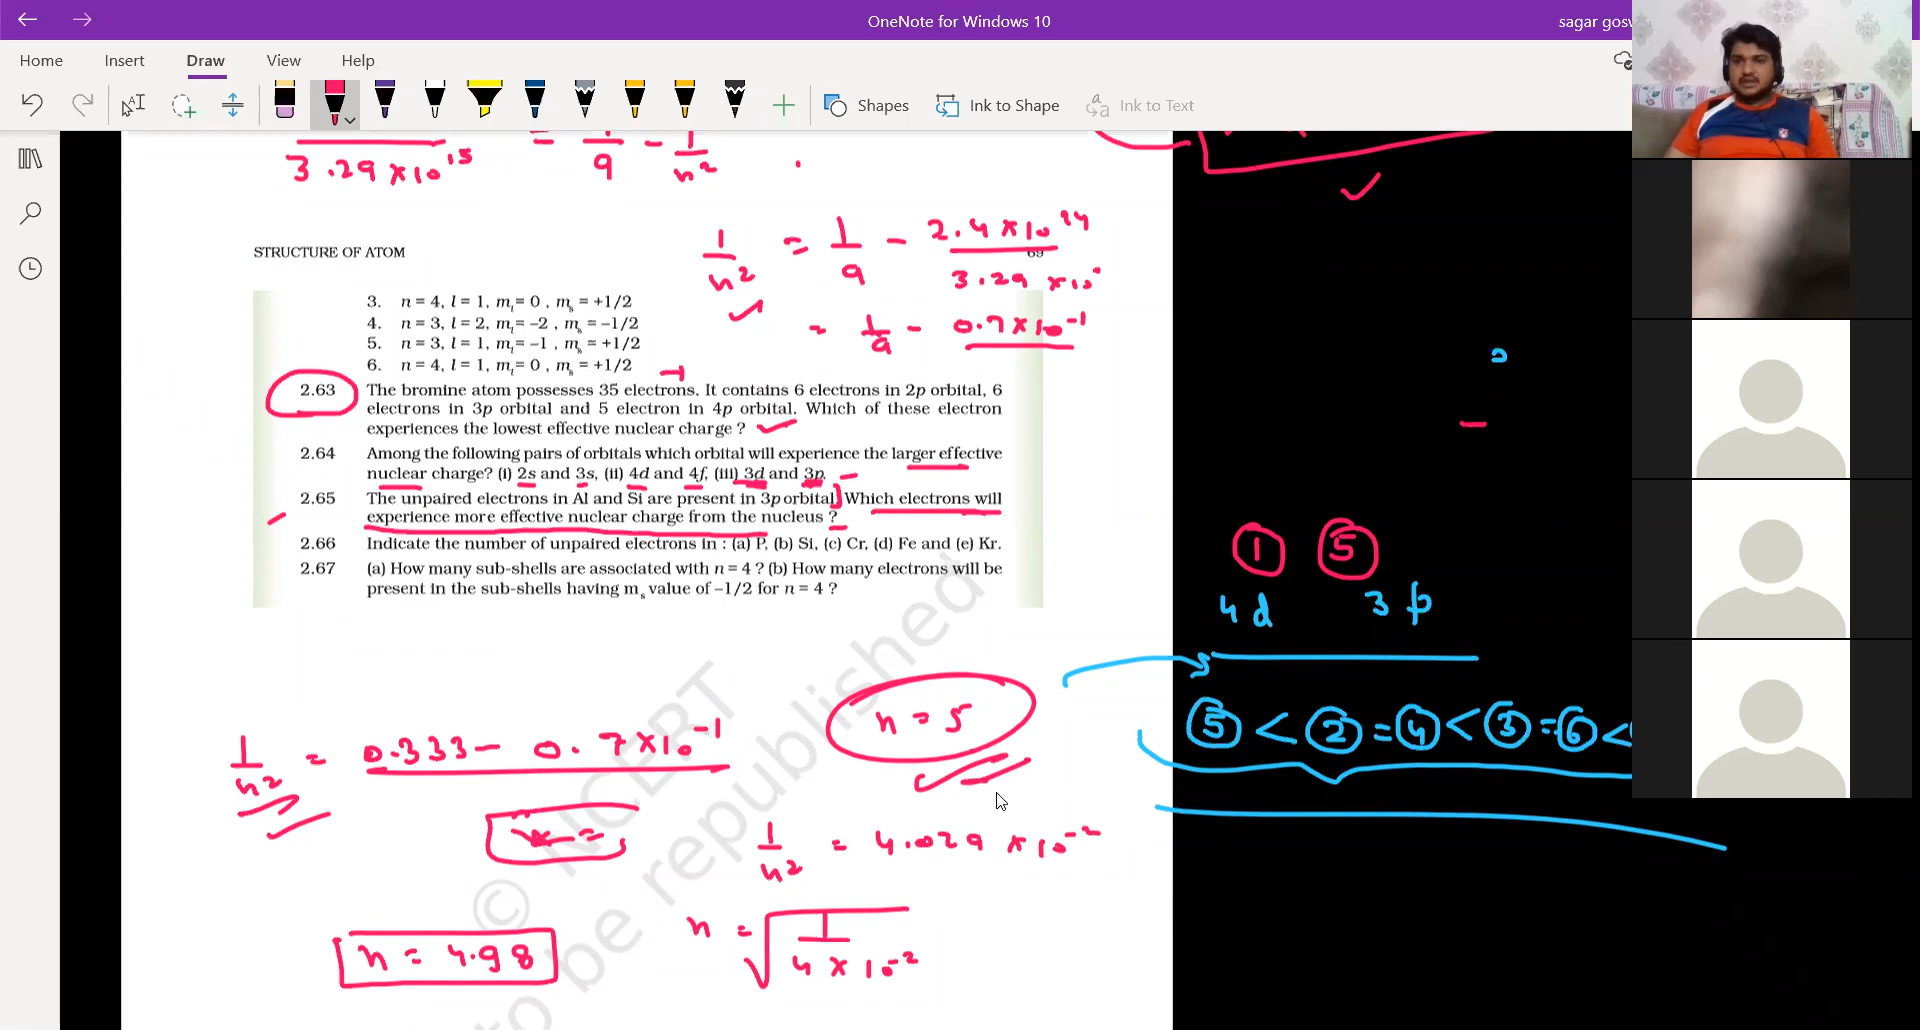 OneNote for Windows 10
sagar gosw
Home Insert Draw View Help
Shapes Ink to Shape Ink to Text
3.29 × 10^15 = 1/9 - 1/n²
STRUCTURE OF ATOM 69
1/n² = 1/9 - 2.4 × 10^14 / 3.29 × 10
= 1/9 - 0.7 × 10^-1
3. n = 4, l = 1, mₗ = 0 , mₛ = +1/2
4. n = 3, l = 2, mₗ = –2 , mₛ = –1/2
5. n = 3, l = 1, mₗ = –1 , mₛ = +1/2
6. n = 4, l = 1, mₗ = 0 , mₛ = +1/2
2.63 The bromine atom possesses 35 electrons. It contains 6 electrons in 2p orbital, 6
electrons in 3p orbital and 5 electron in 4p orbital. Which of these electron
experiences the lowest effective nuclear charge ?
2.64 Among the following pairs of orbitals which orbital will experience the larger effective
nuclear charge? (i) 2s and 3s, (ii) 4d and 4f, (iii) 3d and 3p.
2.65 The unpaired electrons in Al and Si are present in 3p orbital. Which electrons will
experience more effective nuclear charge from the nucleus ?
2.66 Indicate the number of unpaired electrons in : (a) P, (b) Si, (c) Cr, (d) Fe and (e) Kr.
2.67 (a) How many sub-shells are associated with n = 4 ? (b) How many electrons will be
present in the sub-shells having mₛ value of –1/2 for n = 4 ?
1 5
4d 3p
5 < 2 = 4 < 3 = 6 <
n = 5
1/n² = 0.333 - 0.7 × 10^-1
1/n² = 4.029 × 10^-2
n = √(1 / 4 × 10^-2)
n = 4.98
© NCERT
to be republished